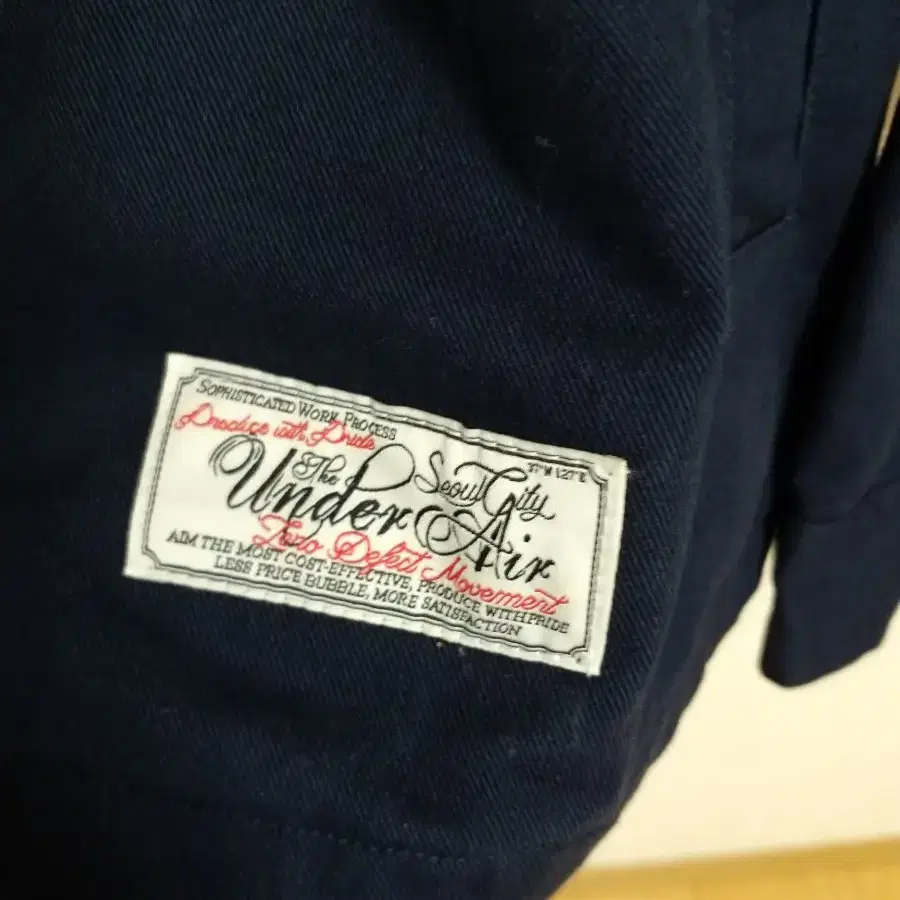 SOPHISTICATED WORK PROCESS
Produce with Pride
37°N 127°E
The Seoul City
Under Air
Zero Defect Movement
AIM THE MOST COST-EFFECTIVE, PRODUCE WITH PRIDE
LESS PRICE BUBBLE, MORE SATISFACTION